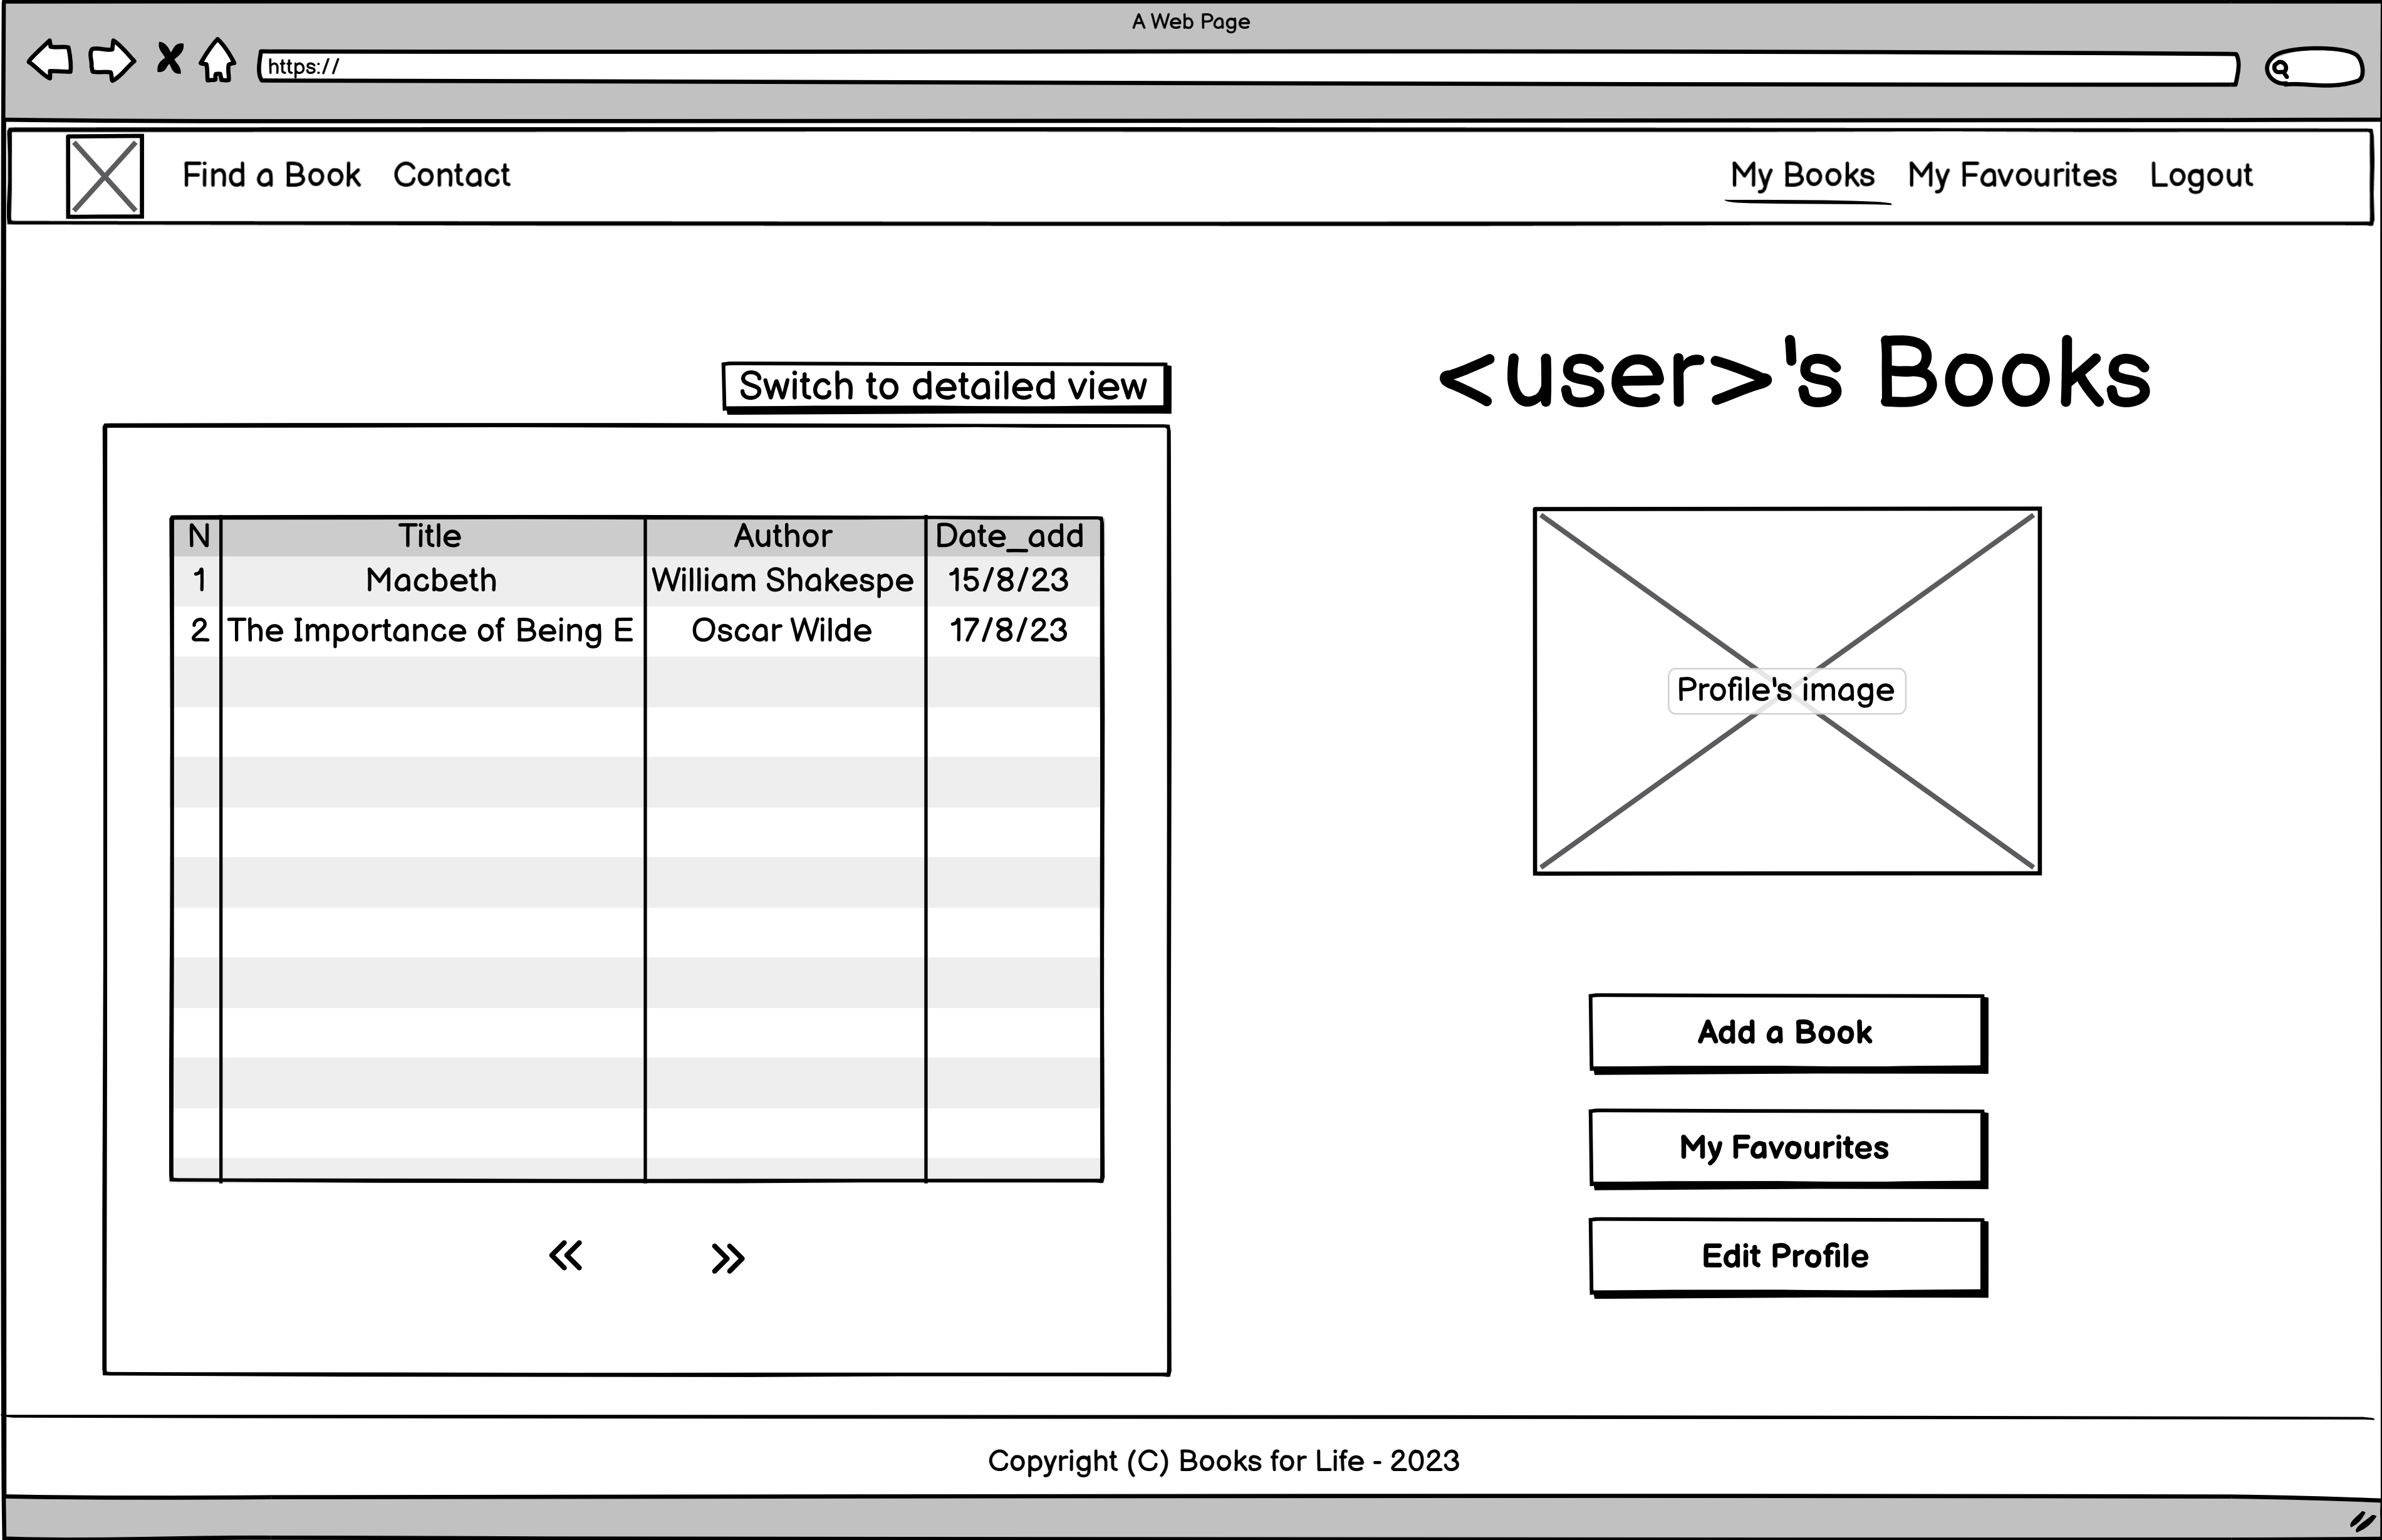 A Web Page
https://
Find a Book Contact My Books My Favourites Logout
Switch to detailed view
<user>'s Books
N Title Author Date_add
1 Macbeth William Shakespe 15/8/23
2 The Importance of Being E Oscar Wilde 17/8/23
Profile's image
Add a Book
My Favourites
Edit Profile
Copyright (C) Books for Life - 2023